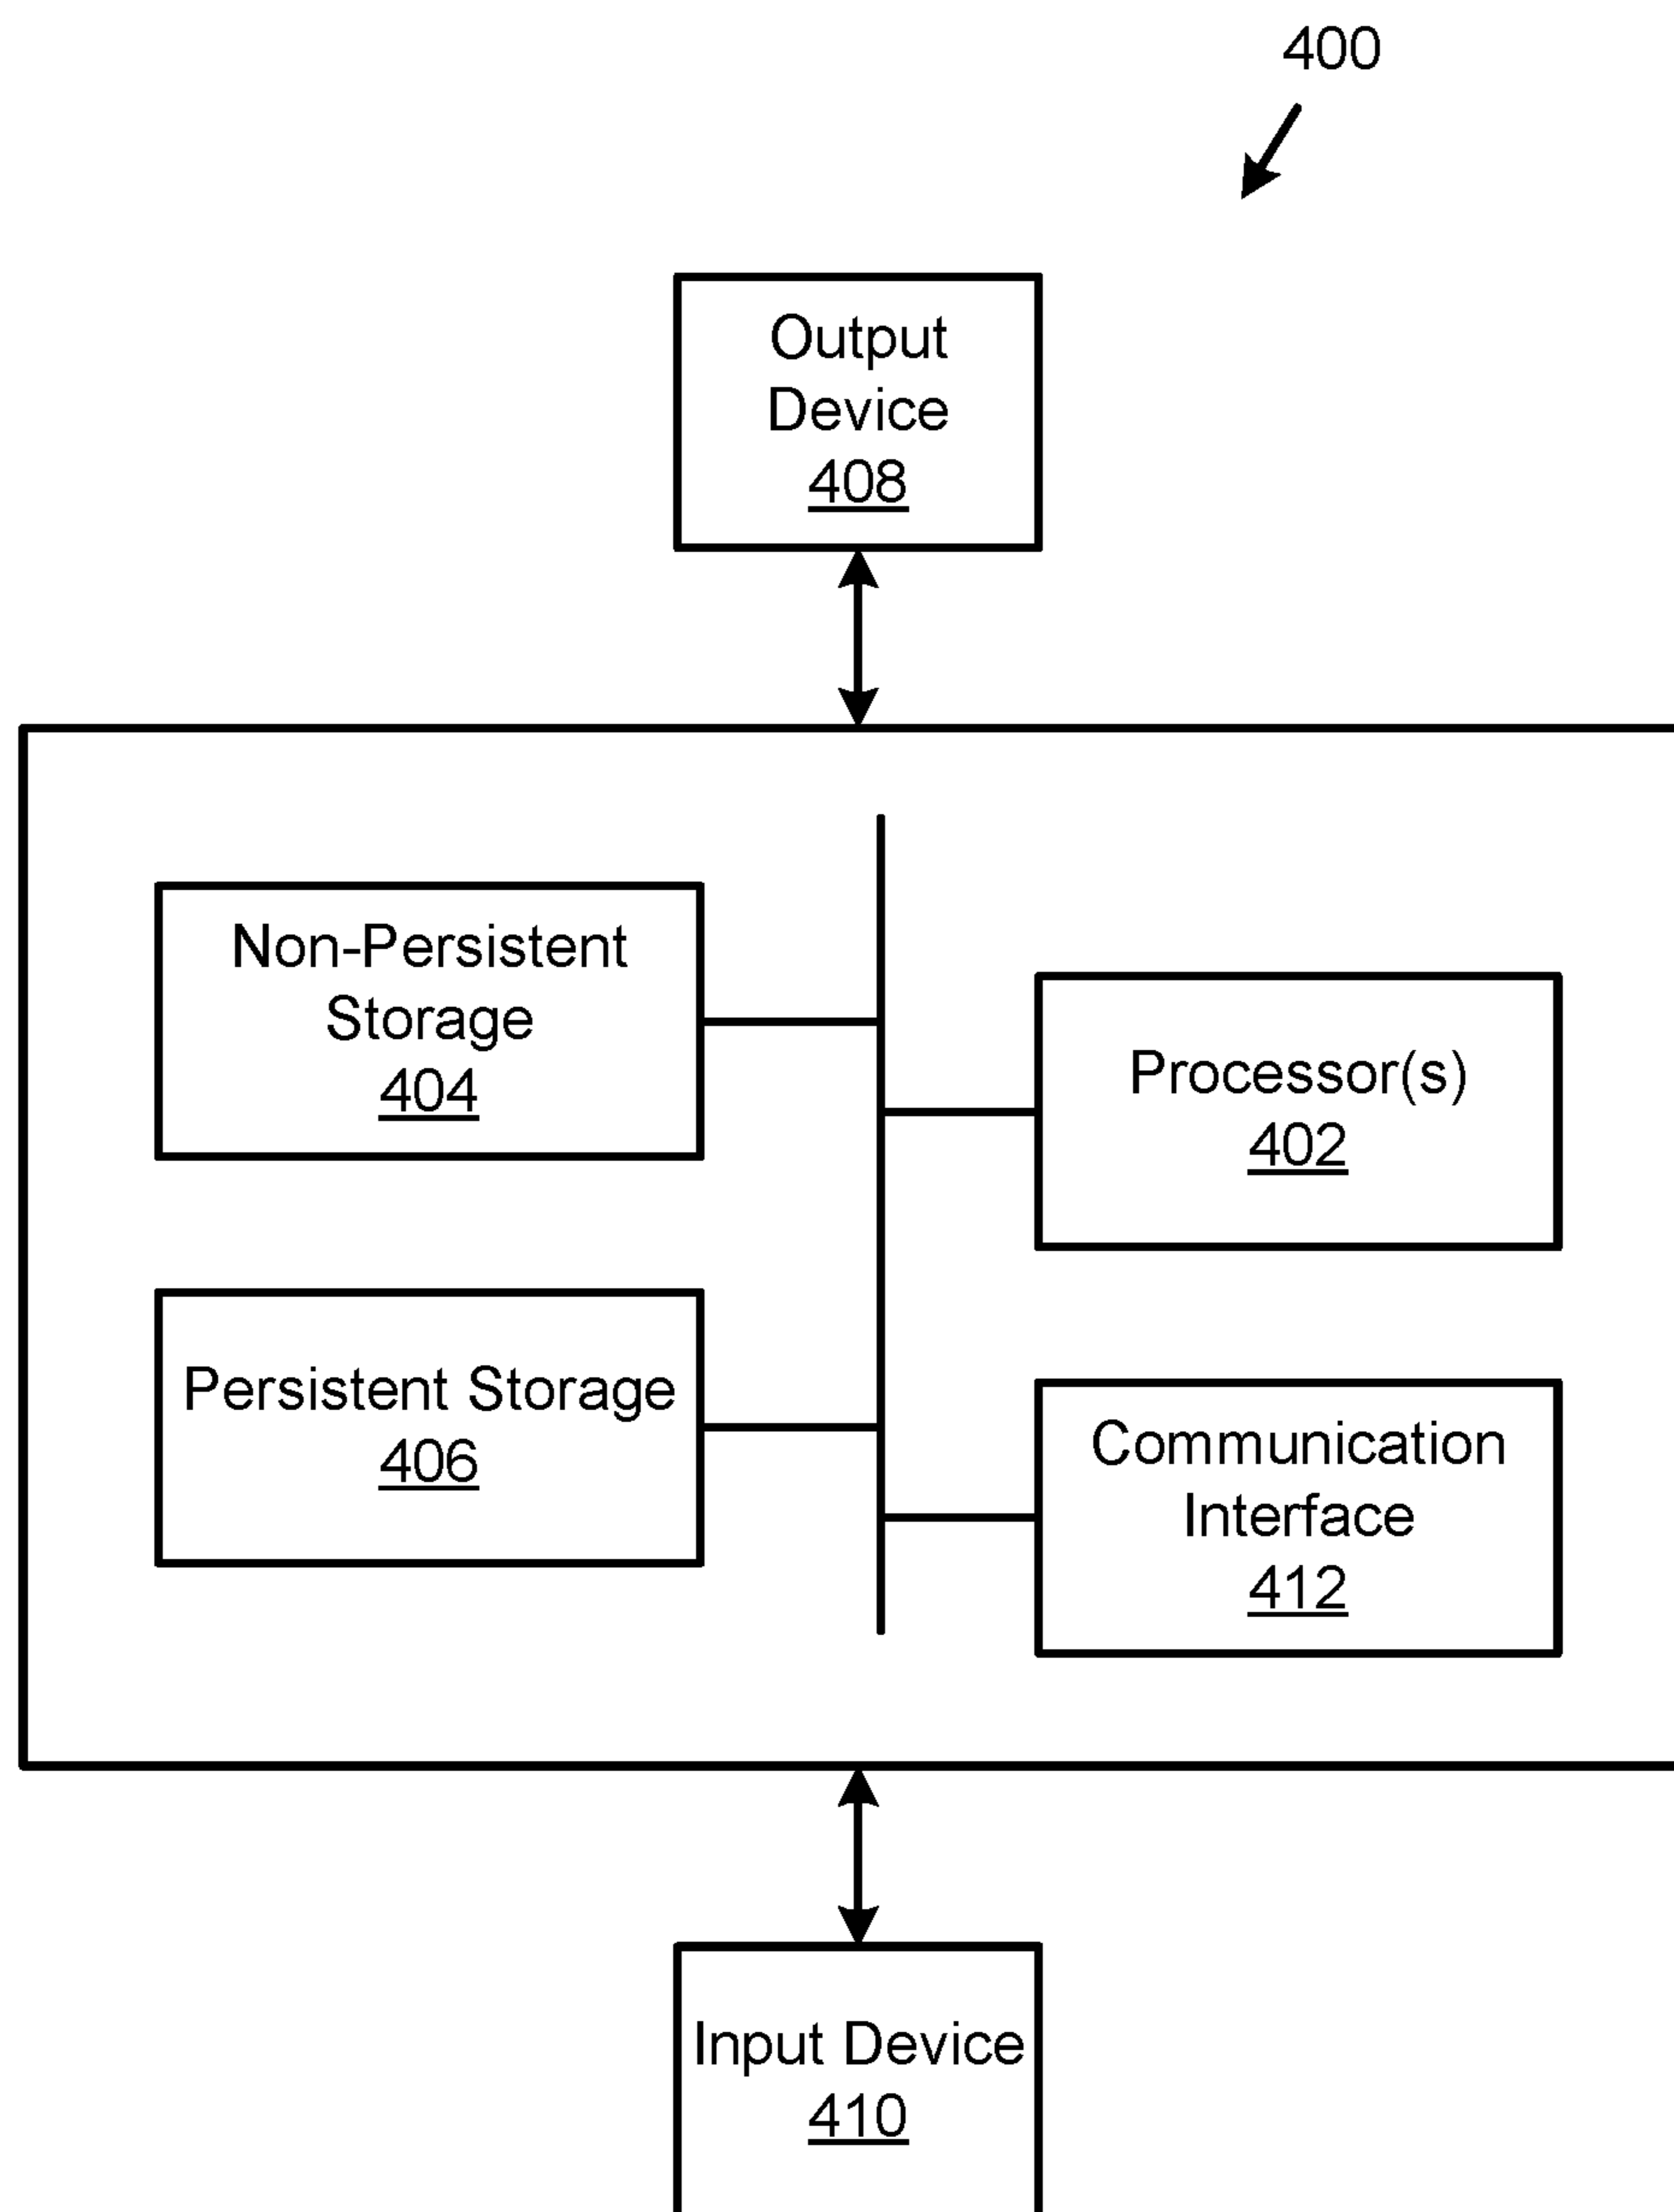 400
Output
Device
408
Non-Persistent
Storage
404
Processor(s)
402
Persistent Storage
406
Communication
Interface
412
Input Device
410